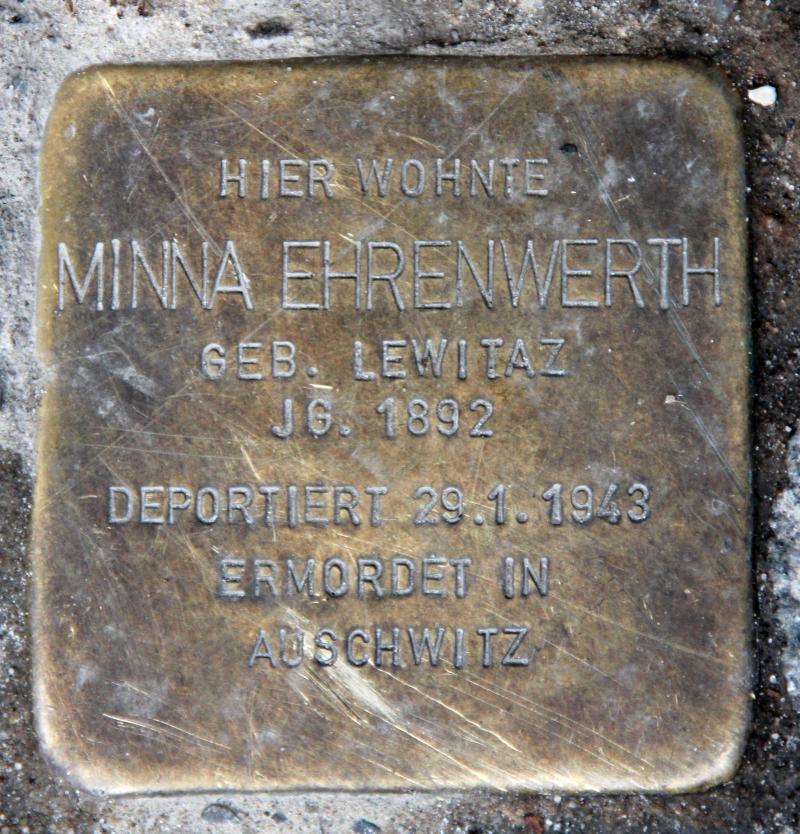 HIER WOHNTE
MINNA EHRENWERTH
GEB. LEWITAZ
JG. 1892
DEPORTIERT 29.1.1943
ERMORDET IN
AUSCHWITZ